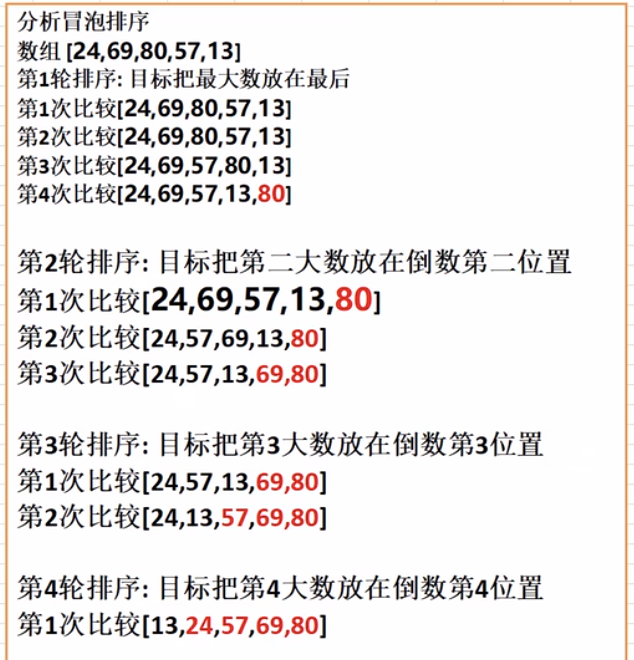 分析冒泡排序
数组 [24,69,80,57,13]
第1轮排序: 目标把最大数放在最后
第1次比较[24,69,80,57,13]
第2次比较[24,69,80,57,13]
第3次比较[24,69,57,80,13]
第4次比较[24,69,57,13,80]
第2轮排序: 目标把第二大数放在倒数第二位置
第1次比较[24,69,57,13,80]
第2次比较[24,57,69,13,80]
第3次比较[24,57,13,69,80]
第3轮排序: 目标把第3大数放在倒数第3位置
第1次比较[24,57,13,69,80]
第2次比较[24,13,57,69,80]
第4轮排序: 目标把第4大数放在倒数第4位置
第1次比较[13,24,57,69,80]